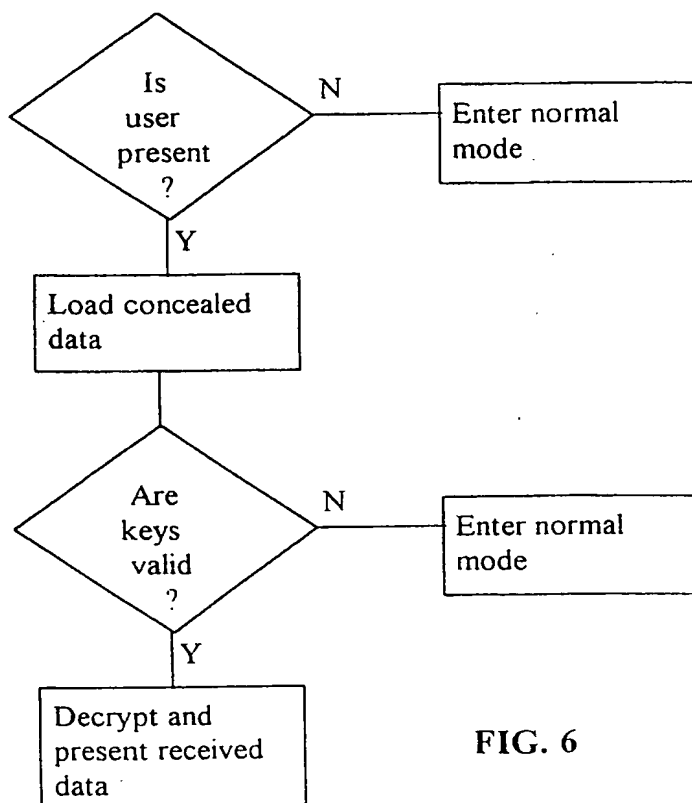 Is
user
present
?
N
Enter normal
mode
Y
Load concealed
data
Are
keys
valid
?
N
Enter normal
mode
Y
Decrypt and
present received
data
FIG. 6